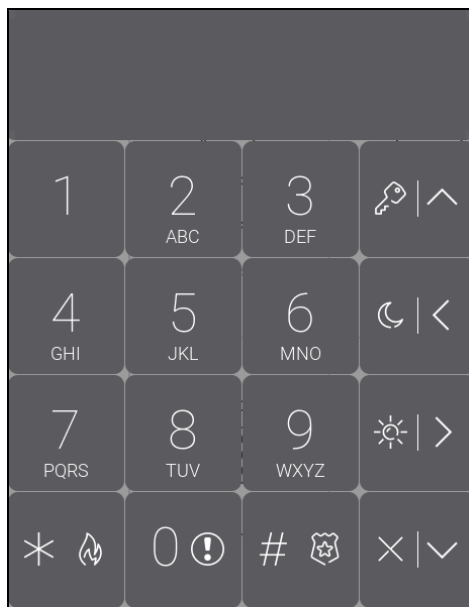 1 2 3
ABC DEF
4 5 6
GHI JKL MNO
7 8 9
PQRS TUV WXYZ
* 0 ! #